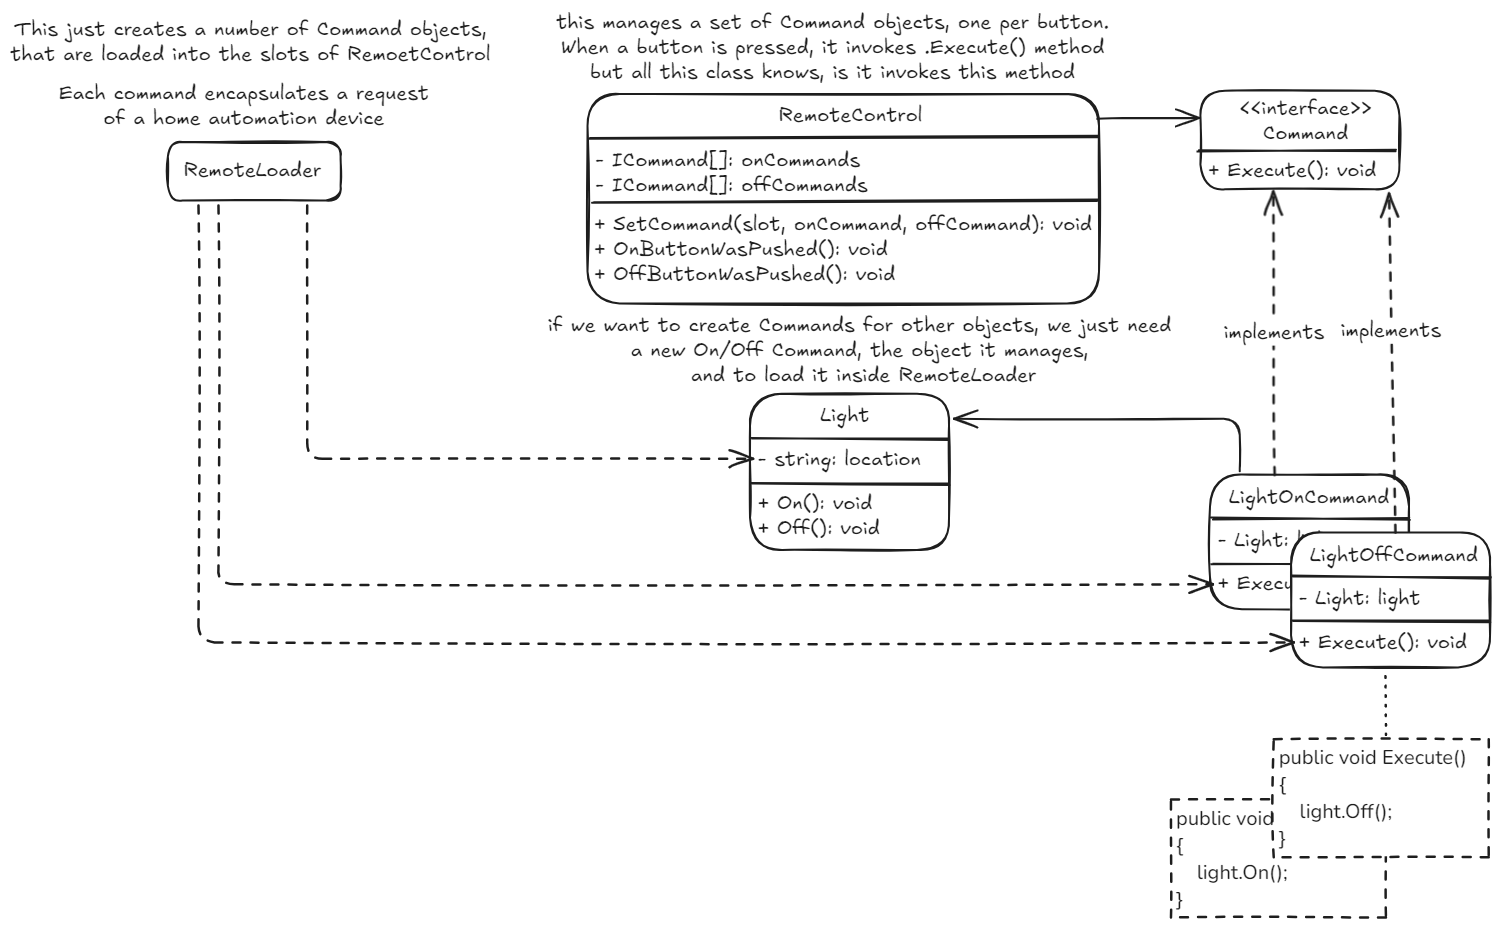 This just creates a number of Command objects,
that are loaded into the slots of RemoetControl
Each command encapsulates a request
of a home automation device
RemoteLoader
this manages a set of Command objects, one per button.
When a button is pressed, it invokes .Execute() method
but all this class knows, is it invokes this method
RemoteControl
- ICommand[]: onCommands
- ICommand[]: offCommands
+ SetCommand(slot, onCommand, offCommand): void
+ OnButtonWasPushed(): void
+ OffButtonWasPushed(): void
<<interface>>
Command
+ Execute(): void
implements
implements
if we want to create Commands for other objects, we just need
a new On/Off Command, the object it manages,
and to load it inside RemoteLoader
Light
- string: location
+ On(): void
+ Off(): void
LightOnCommand
- Light:
+ Execu
LightOffCommand
- Light: light
+ Execute(): void
public void Execute()
{
light.Off();
}
public void
{
light.On();
}